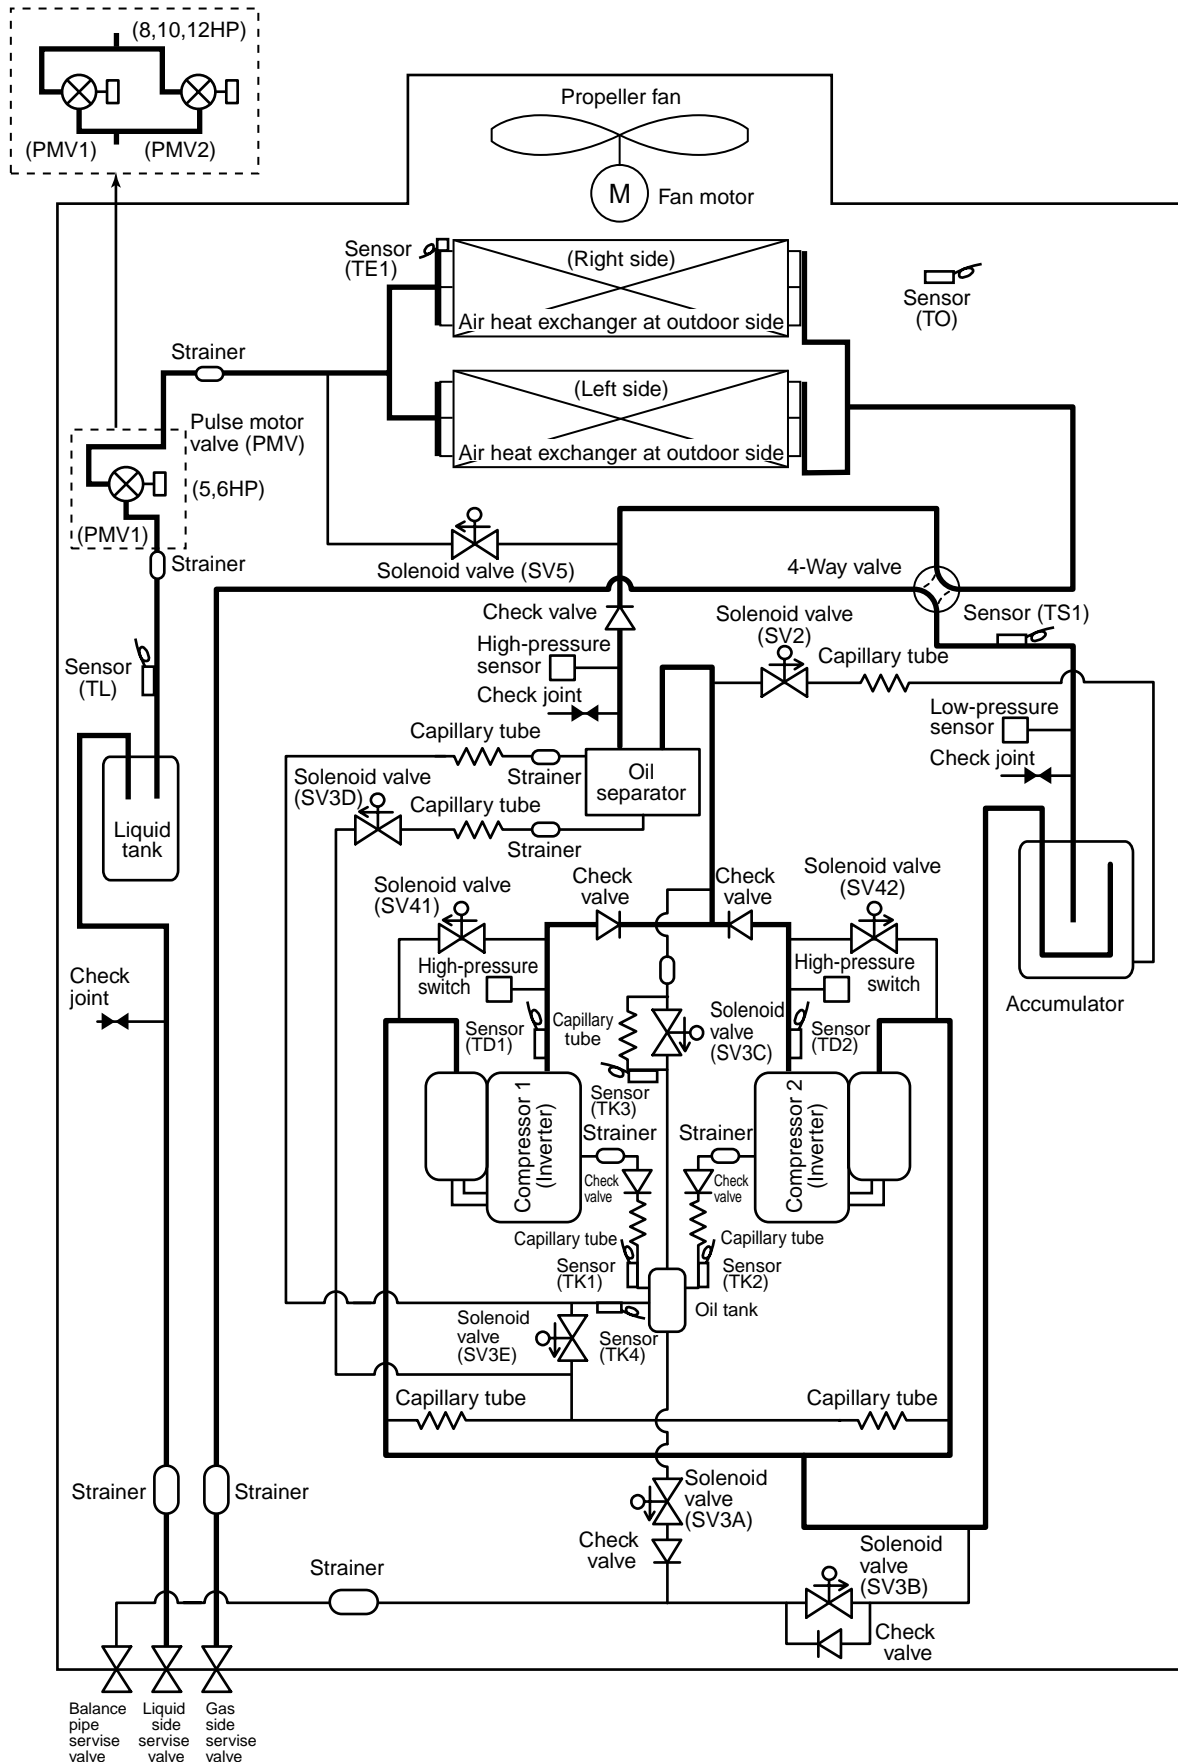 (8,10,12HP)
(PMV1)
(PMV2)
Propeller fan
M
Fan motor
Sensor
(TE1)
(Right side)
Air heat exchanger at outdoor side
Sensor
(TO)
Strainer
(Left side)
Air heat exchanger at outdoor side
Pulse motor
valve (PMV)
(5,6HP)
(PMV1)
Strainer
Solenoid valve (SV5)
4-Way valve
Check valve
Solenoid valve
(SV2)
Sensor (TS1)
High-pressure
sensor
Capillary tube
Sensor
(TL)
Check joint
Low-pressure
sensor
Capillary tube
Strainer
Check joint
Solenoid valve
(SV3D)
Oil
separator
Capillary tube
Strainer
Liquid
tank
Check
valve
Check
valve
Solenoid valve
(SV41)
Solenoid valve
(SV42)
High-pressure
switch
High-pressure
switch
Check
joint
Accumulator
Sensor
(TD1)
Capillary
tube
Solenoid
valve
(SV3C)
Sensor
(TD2)
Sensor
(TK3)
Compressor 1
(Inverter)
Strainer
Strainer
Compressor 2
(Inverter)
Check
valve
Check
valve
Capillary tube
Capillary tube
Sensor
(TK1)
Sensor
(TK2)
Oil tank
Solenoid
valve
(SV3E)
Sensor
(TK4)
Capillary tube
Capillary tube
Strainer
Strainer
Solenoid
valve
(SV3A)
Check
valve
Strainer
Solenoid
valve
(SV3B)
Check
valve
Balance
pipe
servise
valve
Liquid
side
servise
valve
Gas
side
servise
valve